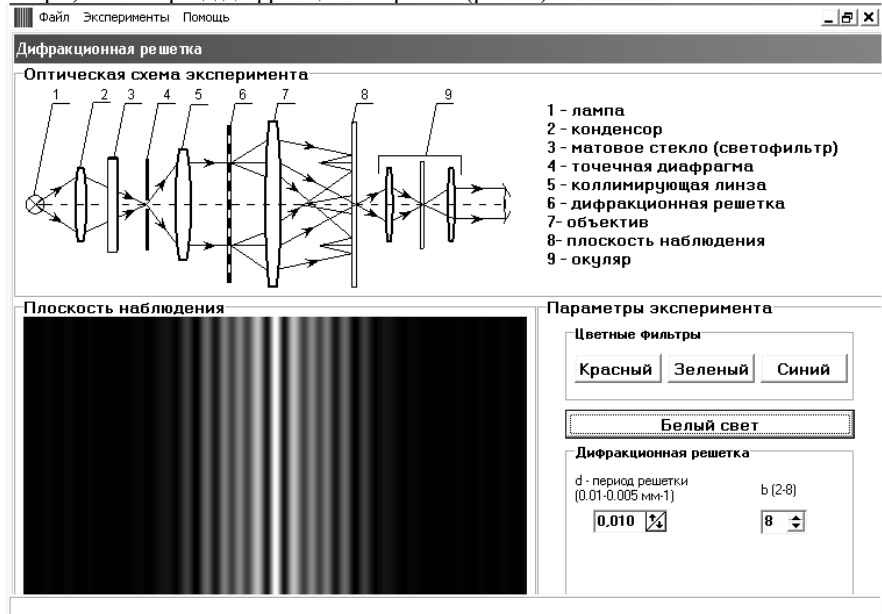 Файл Эксперименты Помощь
Дифракционная решетка
Оптическая схема эксперимента
1 2 3 4 5 6 7 8 9
1 - лампа
2 - конденсор
3 - матовое стекло (светофильтр)
4 - точечная диафрагма
5 - коллимирующая линза
6 - дифракционная решетка
7- объектив
8- плоскость наблюдения
9 - окуляр
Плоскость наблюдения
Параметры эксперимента
Цветные фильтры
Красный Зеленый Синий
Белый свет
Дифракционная решетка
d - период решетки
(0.01-0.005 мм-1)
b (2-8)
0,010 8